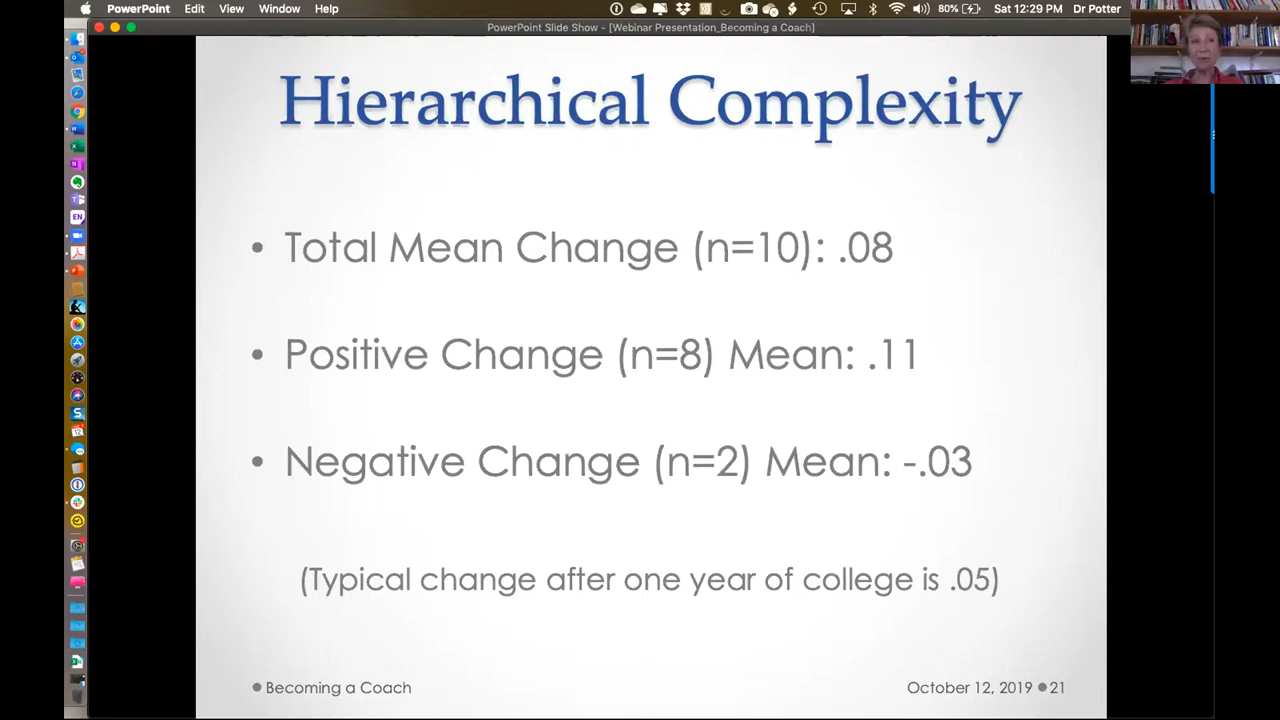 PowerPoint Edit View Window Help
80% Sat 12:29 PM Dr Potter
PowerPoint Slide Show - [Webinar Presentation_Becoming a Coach]
Hierarchical Complexity
• Total Mean Change (n=10): .08
• Positive Change (n=8) Mean: .11
• Negative Change (n=2) Mean: -.03
(Typical change after one year of college is .05)
Becoming a Coach
October 12, 2019 21
EN